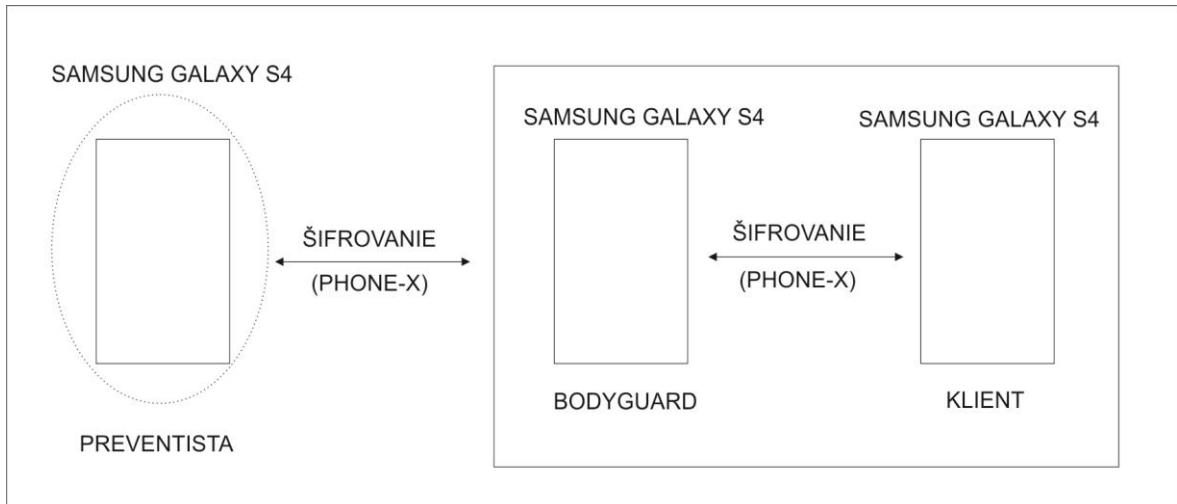 SAMSUNG GALAXY S4
ŠIFROVANIE
(PHONE-X)
PREVENTISTA
SAMSUNG GALAXY S4
SAMSUNG GALAXY S4
ŠIFROVANIE
(PHONE-X)
BODYGUARD
KLIENT